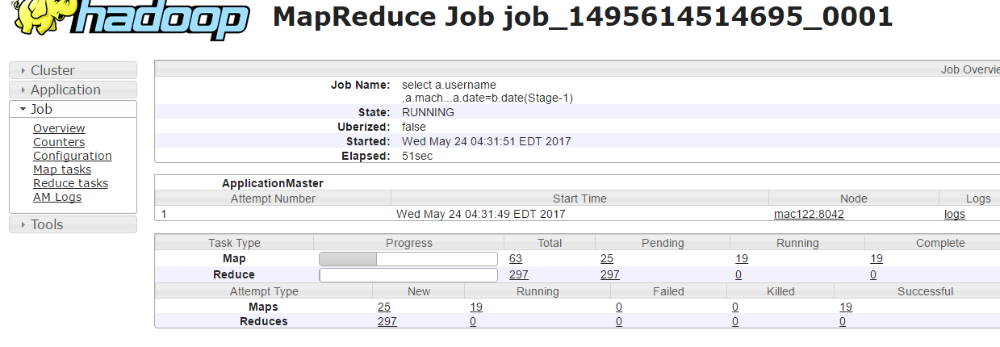 hadoop
MapReduce Job job_1495614514695_0001
Cluster
Application
Job
Overview
Counters
Configuration
Map tasks
Reduce tasks
AM Logs
Tools
Job Overvie
Job Name: select a.username
,a.mach...a.date=b.date(Stage-1)
State: RUNNING
Uberized: false
Started: Wed May 24 04:31:51 EDT 2017
Elapsed: 51sec
ApplicationMaster
Attempt Number Start Time Node Logs
1 Wed May 24 04:31:49 EDT 2017 mac122:8042 logs
Task Type Progress Total Pending Running Complete
Map 63 25 19 19
Reduce 297 297 0 0
Attempt Type New Running Failed Killed Successful
Maps 25 19 0 0 19
Reduces 297 0 0 0 0